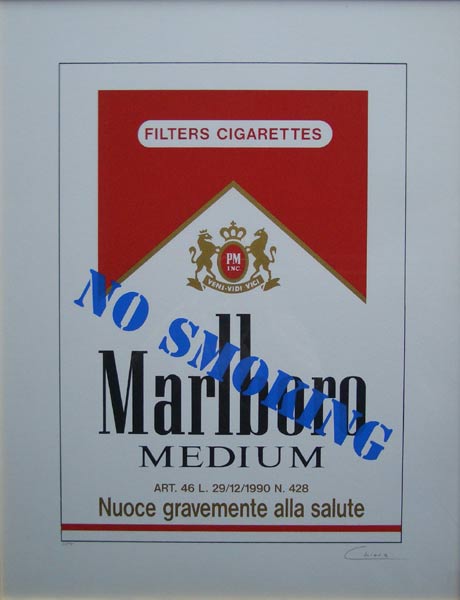 FILTERS CIGARETTES
PM
INC.
VENI·VIDI VICI
NO SMOKING
Marlboro
MEDIUM
ART. 46 L. 29/12/1990 N. 428
Nuoce gravemente alla salute